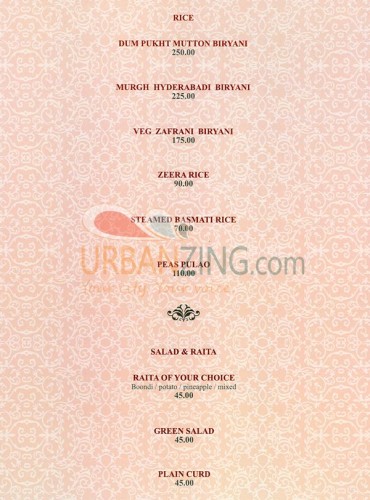 RICE
DUM PUKHT MUTTON BIRYANI
250.00
MURGH HYDERABADI BIRYANI
225.00
VEG ZAFRANI BIRYANI
175.00
ZEERA RICE
90.00
STEAMED BASMATI RICE
70.00
PEAS PULAO
URBANZING.com
110.00
SALAD & RAITA
RAITA OF YOUR CHOICE
Boondi / potato / pineapple / mixed
45.00
GREEN SALAD
45.00
PLAIN CURD
45.00